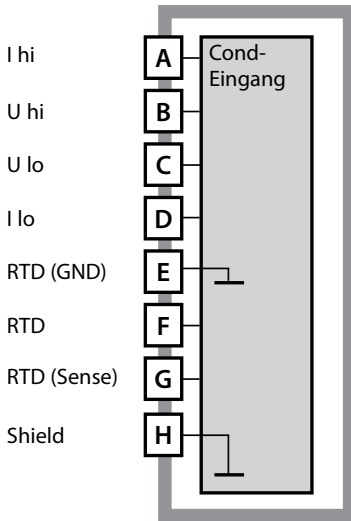 I hi A Cond-
Eingang
U hi B
U lo C
I lo D
RTD (GND) E
RTD F
RTD (Sense) G
Shield H